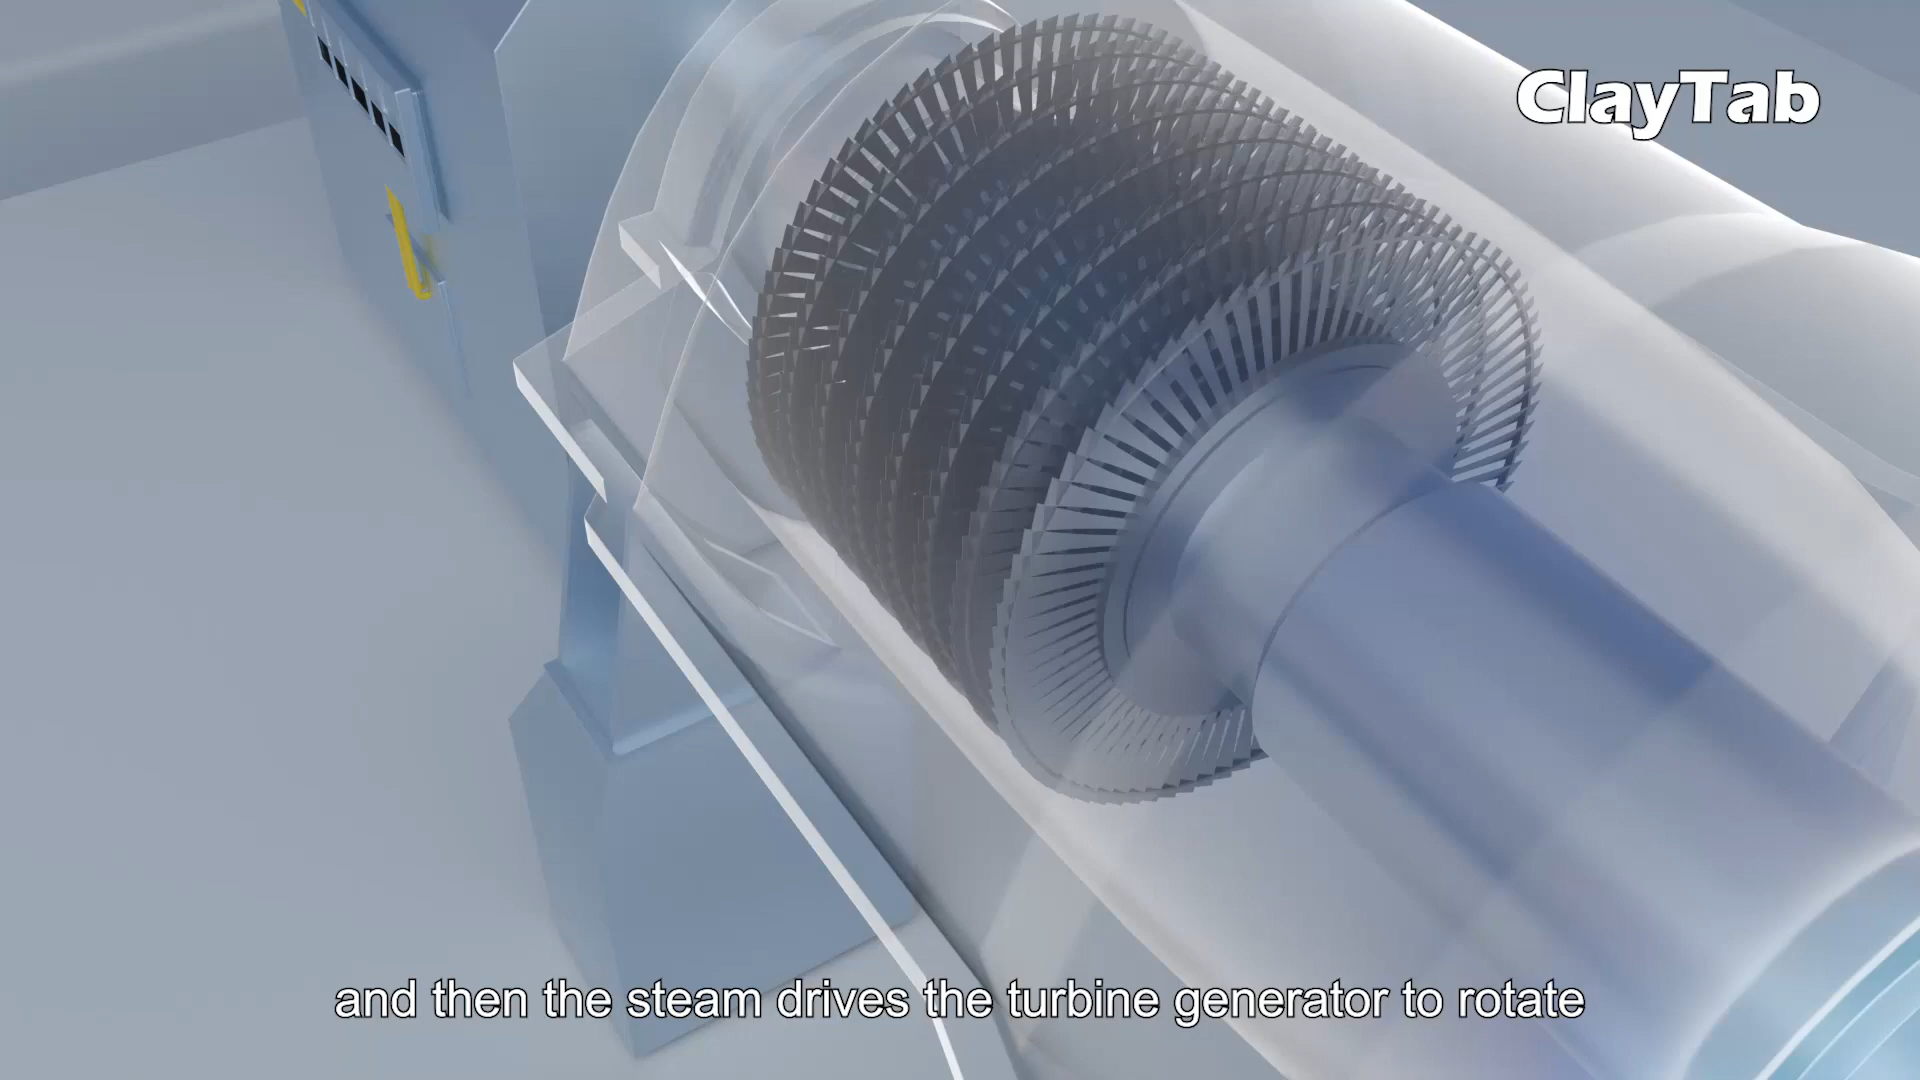 ClayTab
and then the steam drives the turbine generator to rotate